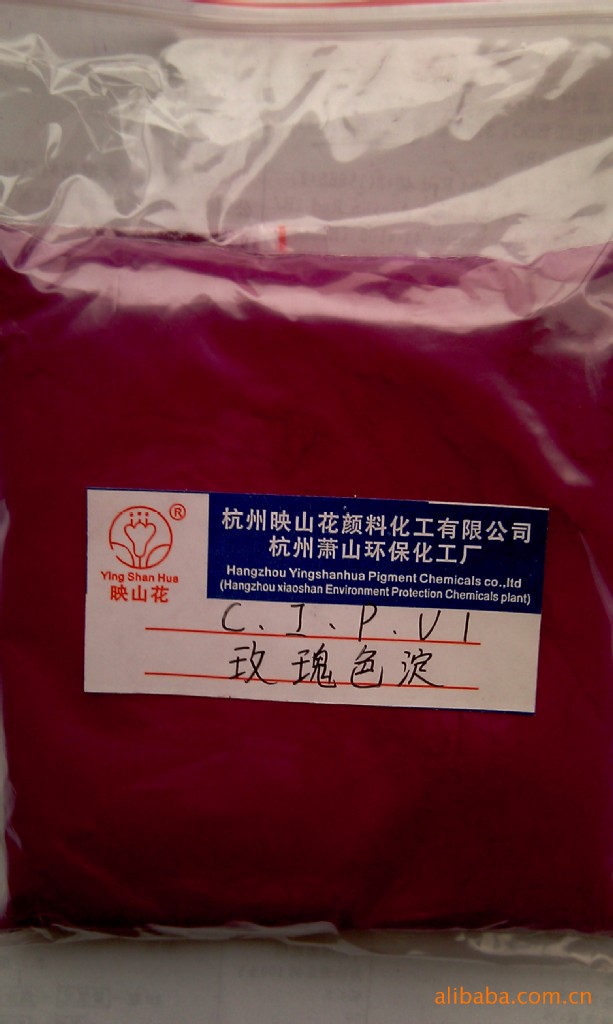 ®
Ying Shan Hua
映山花
杭州映山花颜料化工有限公司
杭州萧山环保化工厂
Hangzhou Yingshanhua Pigment Chemicals co.,ltd
(Hangzhou xiaoshan Environment Protection Chemicals plant)
C.I.P.V1
玫瑰色淀
alibaba.com.cn